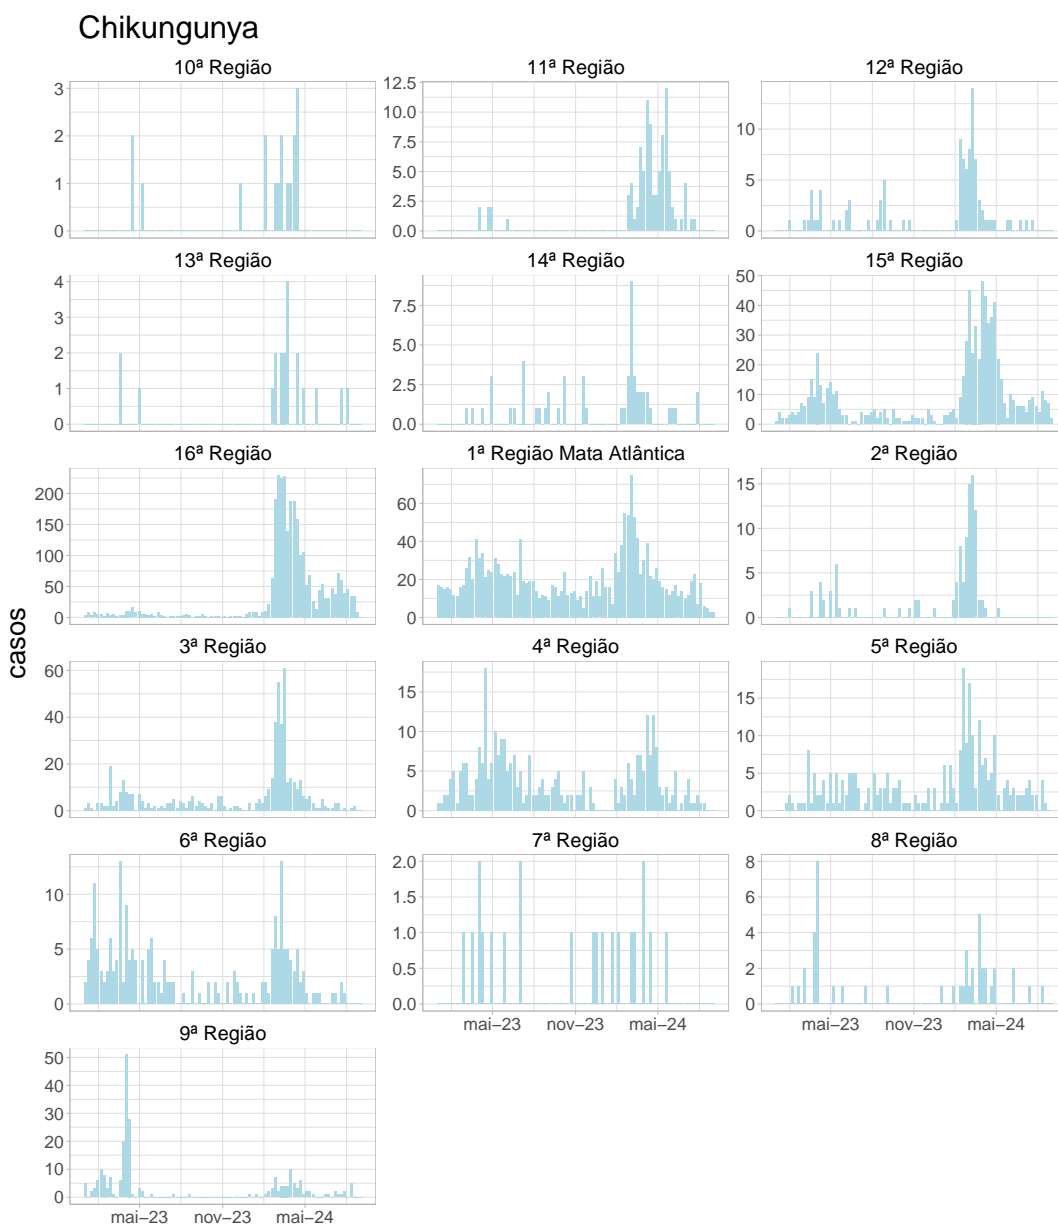 Chikungunya
10ª Região
11ª Região
12ª Região
3
2
1
0
12.5
10.0
7.5
5.0
2.5
0.0
10
5
0
13ª Região
14ª Região
15ª Região
4
3
2
1
0
7.5
5.0
2.5
0.0
50
40
30
20
10
0
16ª Região
1ª Região Mata Atlântica
2ª Região
200
150
100
50
0
60
40
20
0
15
10
5
0
casos
3ª Região
4ª Região
5ª Região
60
40
20
0
15
10
5
0
20
15
10
5
0
6ª Região
7ª Região
8ª Região
10
5
0
2.0
1.5
1.0
0.5
0.0
8
6
4
2
0
mai−23
nov−23
mai−24
mai−23
nov−23
mai−24
9ª Região
50
40
30
20
10
0
mai−23
nov−23
mai−24